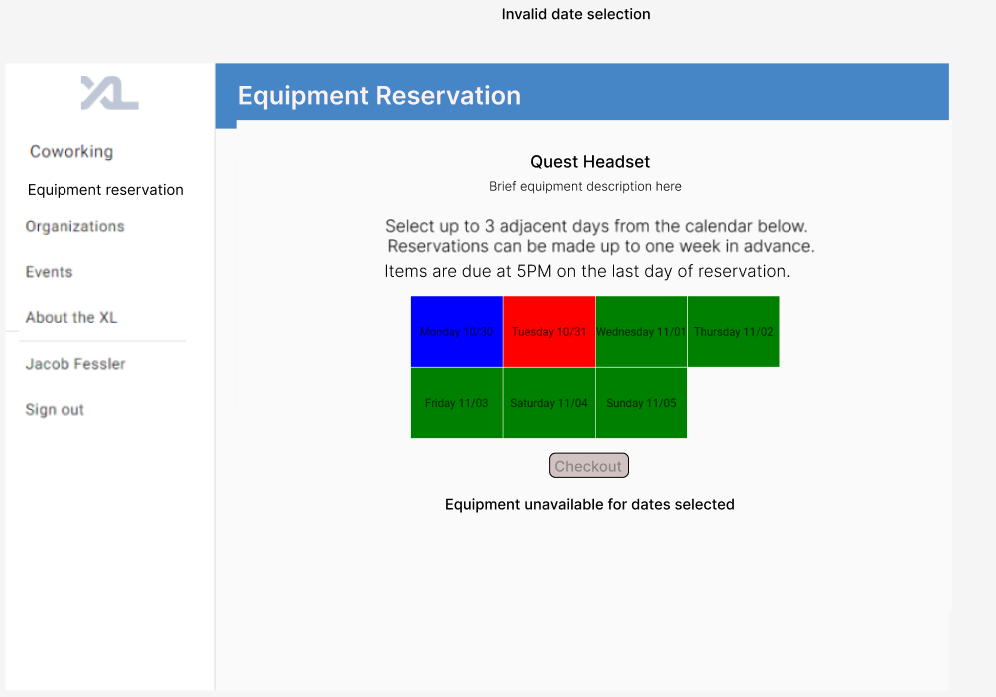 Invalid date selection
XL
Equipment Reservation
Coworking
Equipment reservation
Organizations
Events
About the XL
Jacob Fessler
Sign out
Quest Headset
Brief equipment description here
Select up to 3 adjacent days from the calendar below.
Reservations can be made up to one week in advance.
Items are due at 5PM on the last day of reservation.
Monday 10/30
Tuesday 10/31
Wednesday 11/01
Thursday 11/02
Friday 11/03
Saturday 11/04
Sunday 11/05
Checkout
Equipment unavailable for dates selected